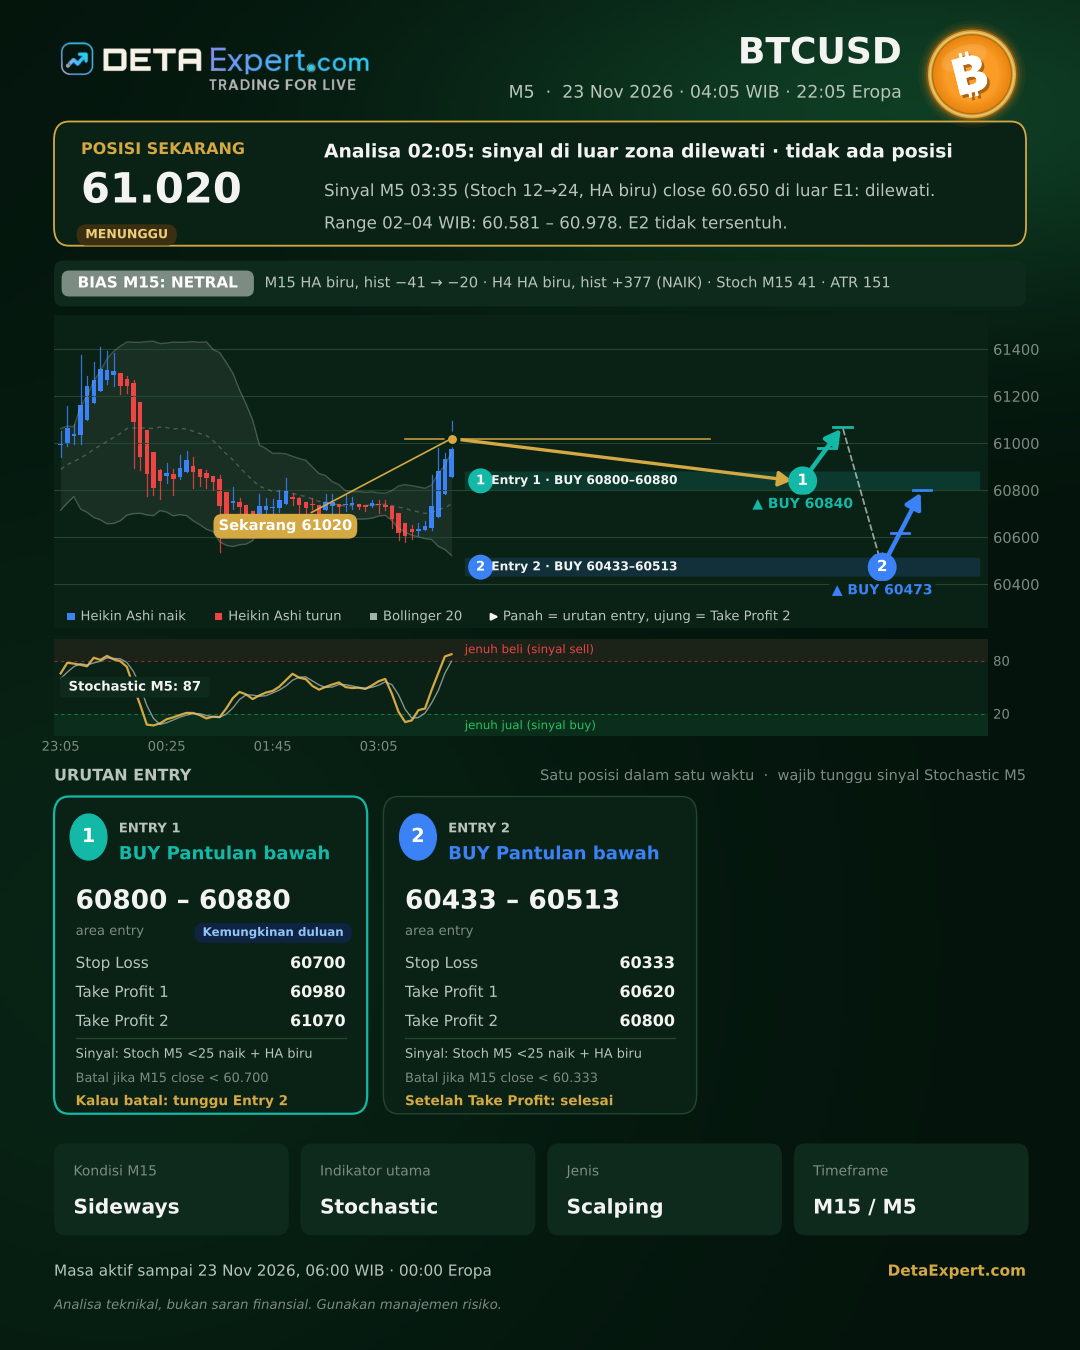 DETA Expert.com
TRADING FOR LIVE
BTCUSD
M5 · 23 Nov 2026 · 04:05 WIB · 22:05 Eropa
POSISI SEKARANG
61.020
MENUNGGU
Analisa 02:05: sinyal di luar zona dilewati · tidak ada posisi
Sinyal M5 03:35 (Stoch 12→24, HA biru) close 60.650 di luar E1: dilewati.
Range 02–04 WIB: 60.581 – 60.978. E2 tidak tersentuh.
BIAS M15: NETRAL
M15 HA biru, hist −41 → −20 · H4 HA biru, hist +377 (NAIK) · Stoch M15 41 · ATR 151
61400
61200
61000
60800
60600
60400
1 Entry 1 · BUY 60800–60880
1
▲ BUY 60840
Sekarang 61020
2 Entry 2 · BUY 60433–60513
2
▲ BUY 60473
Heikin Ashi naik
Heikin Ashi turun
Bollinger 20
Panah = urutan entry, ujung = Take Profit 2
jenuh beli (sinyal sell)
80
Stochastic M5: 87
20
jenuh jual (sinyal buy)
23:05
00:25
01:45
03:05
URUTAN ENTRY
Satu posisi dalam satu waktu · wajib tunggu sinyal Stochastic M5
1
ENTRY 1
BUY Pantulan bawah
60800 – 60880
area entry
Kemungkinan duluan
Stop Loss 60700
Take Profit 1 60980
Take Profit 2 61070
Sinyal: Stoch M5 <25 naik + HA biru
Batal jika M15 close < 60.700
Kalau batal: tunggu Entry 2
2
ENTRY 2
BUY Pantulan bawah
60433 – 60513
area entry
Stop Loss 60333
Take Profit 1 60620
Take Profit 2 60800
Sinyal: Stoch M5 <25 naik + HA biru
Batal jika M15 close < 60.333
Setelah Take Profit: selesai
Kondisi M15
Sideways
Indikator utama
Stochastic
Jenis
Scalping
Timeframe
M15 / M5
Masa aktif sampai 23 Nov 2026, 06:00 WIB · 00:00 Eropa
DetaExpert.com
Analisa teknikal, bukan saran finansial. Gunakan manajemen risiko.